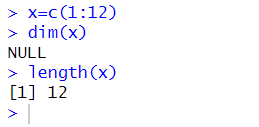 > x=c(1:12)
> dim(x)
NULL
> length(x)
[1] 12
>